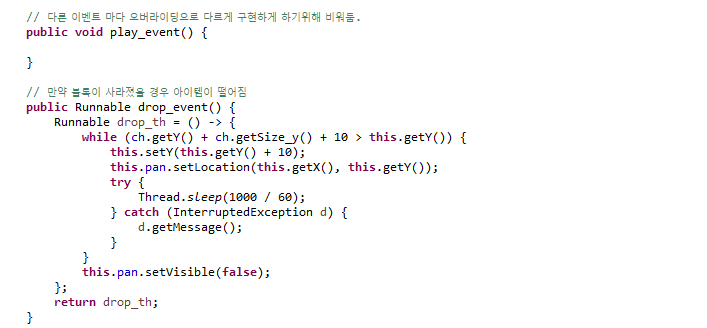 // 다른 이벤트 마다 오버라이딩으로 다르게 구현하게 하기위해 비워둠.
public void play_event() {

}

// 만약 블록이 사라졌을 경우 아이템이 떨어짐
public Runnable drop_event() {
    Runnable drop_th = () -> {
        while (ch.getY() + ch.getSize_y() + 10 > this.getY()) {
            this.setY(this.getY() + 10);
            this.pan.setLocation(this.getX(), this.getY());
            try {
                Thread.sleep(1000 / 60);
            } catch (InterruptedException d) {
                d.getMessage();
            }
        }
        this.pan.setVisible(false);
    };
    return drop_th;
}